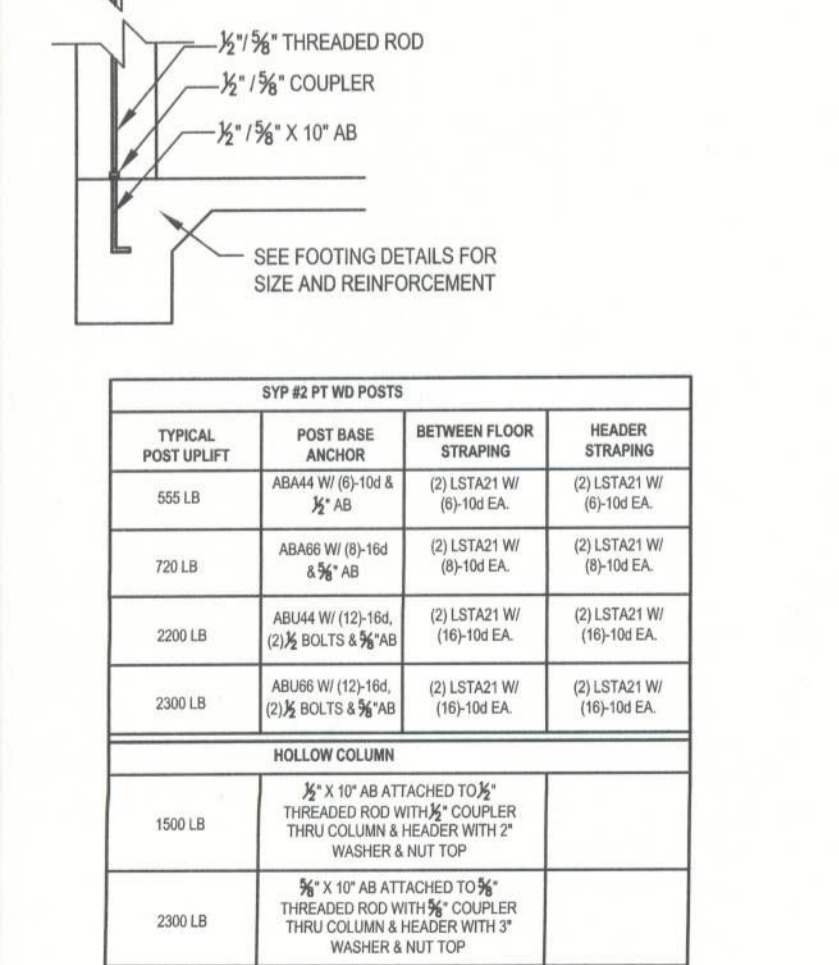 ½"/⅝" THREADED ROD
½" / ⅝" COUPLER
½" / ⅝" X 10" AB
SEE FOOTING DETAILS FOR
SIZE AND REINFORCEMENT
SYP #2 PT WD POSTS
TYPICAL
POST UPLIFT
POST BASE
ANCHOR
BETWEEN FLOOR
STRAPING
HEADER
STRAPING
555 LB
ABA44 W/ (6)-10d &
½" AB
(2) LSTA21 W/
(6)-10d EA.
(2) LSTA21 W/
(6)-10d EA.
720 LB
ABA66 W/ (8)-16d
& ⅝" AB
(2) LSTA21 W/
(8)-10d EA.
(2) LSTA21 W/
(8)-10d EA.
2200 LB
ABU44 W/ (12)-16d,
(2)½ BOLTS & ⅝"AB
(2) LSTA21 W/
(16)-10d EA.
(2) LSTA21 W/
(16)-10d EA.
2300 LB
ABU66 W/ (12)-16d,
(2)½ BOLTS & ⅝"AB
(2) LSTA21 W/
(16)-10d EA.
(2) LSTA21 W/
(16)-10d EA.
HOLLOW COLUMN
1500 LB
½" X 10" AB ATTACHED TO ½"
THREADED ROD WITH ½" COUPLER
THRU COLUMN & HEADER WITH 2"
WASHER & NUT TOP
2300 LB
⅝" X 10" AB ATTACHED TO ⅝"
THREADED ROD WITH ⅝" COUPLER
THRU COLUMN & HEADER WITH 3"
WASHER & NUT TOP